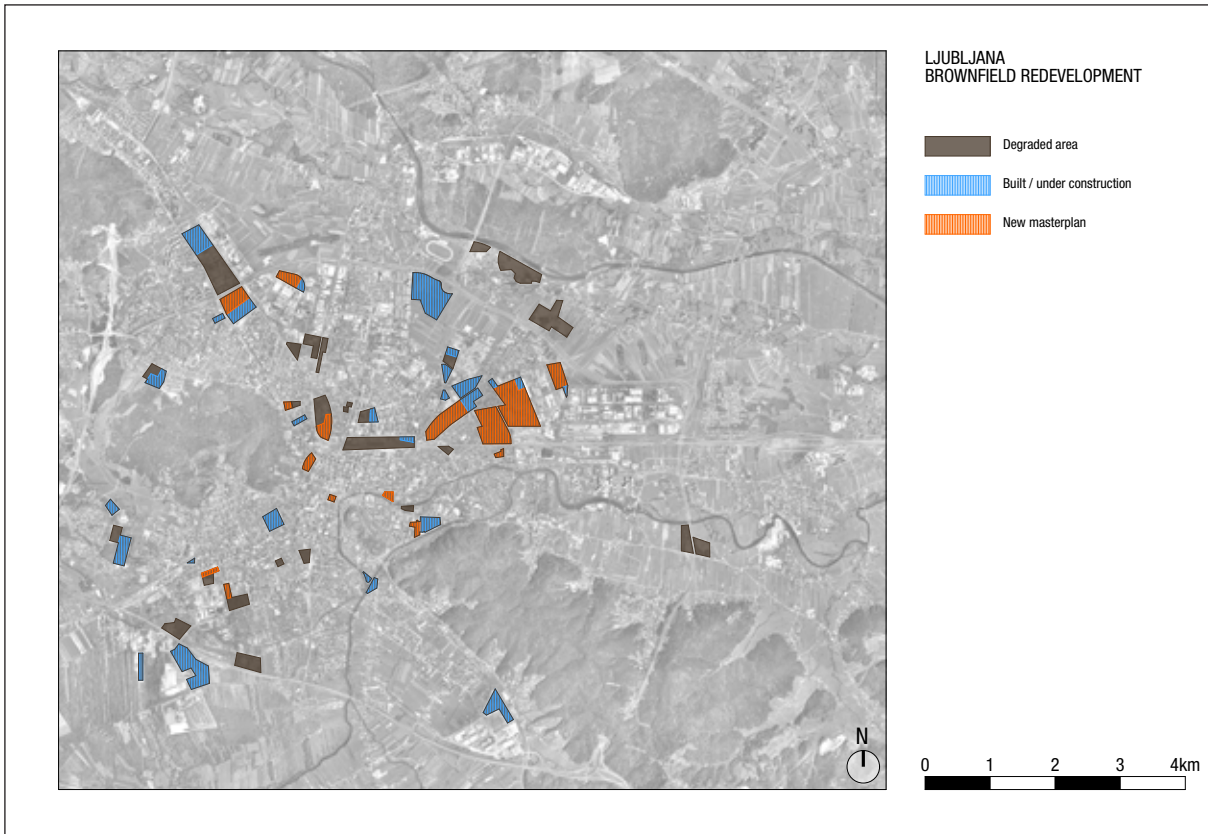 LJUBLJANA
BROWNFIELD REDEVELOPMENT
Degraded area
Built / under construction
New masterplan
N
0 1 2 3 4km